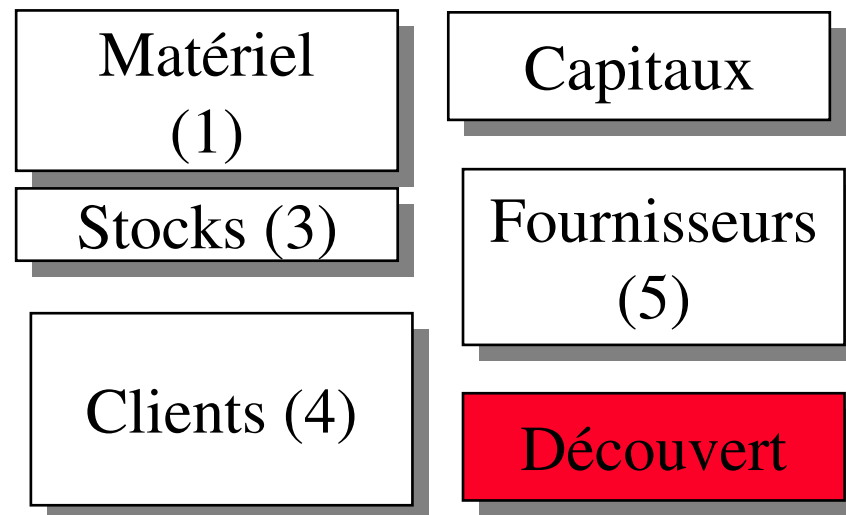 Matériel
(1)
Stocks (3)
Clients (4)
Capitaux
Fournisseurs
(5)
Découvert